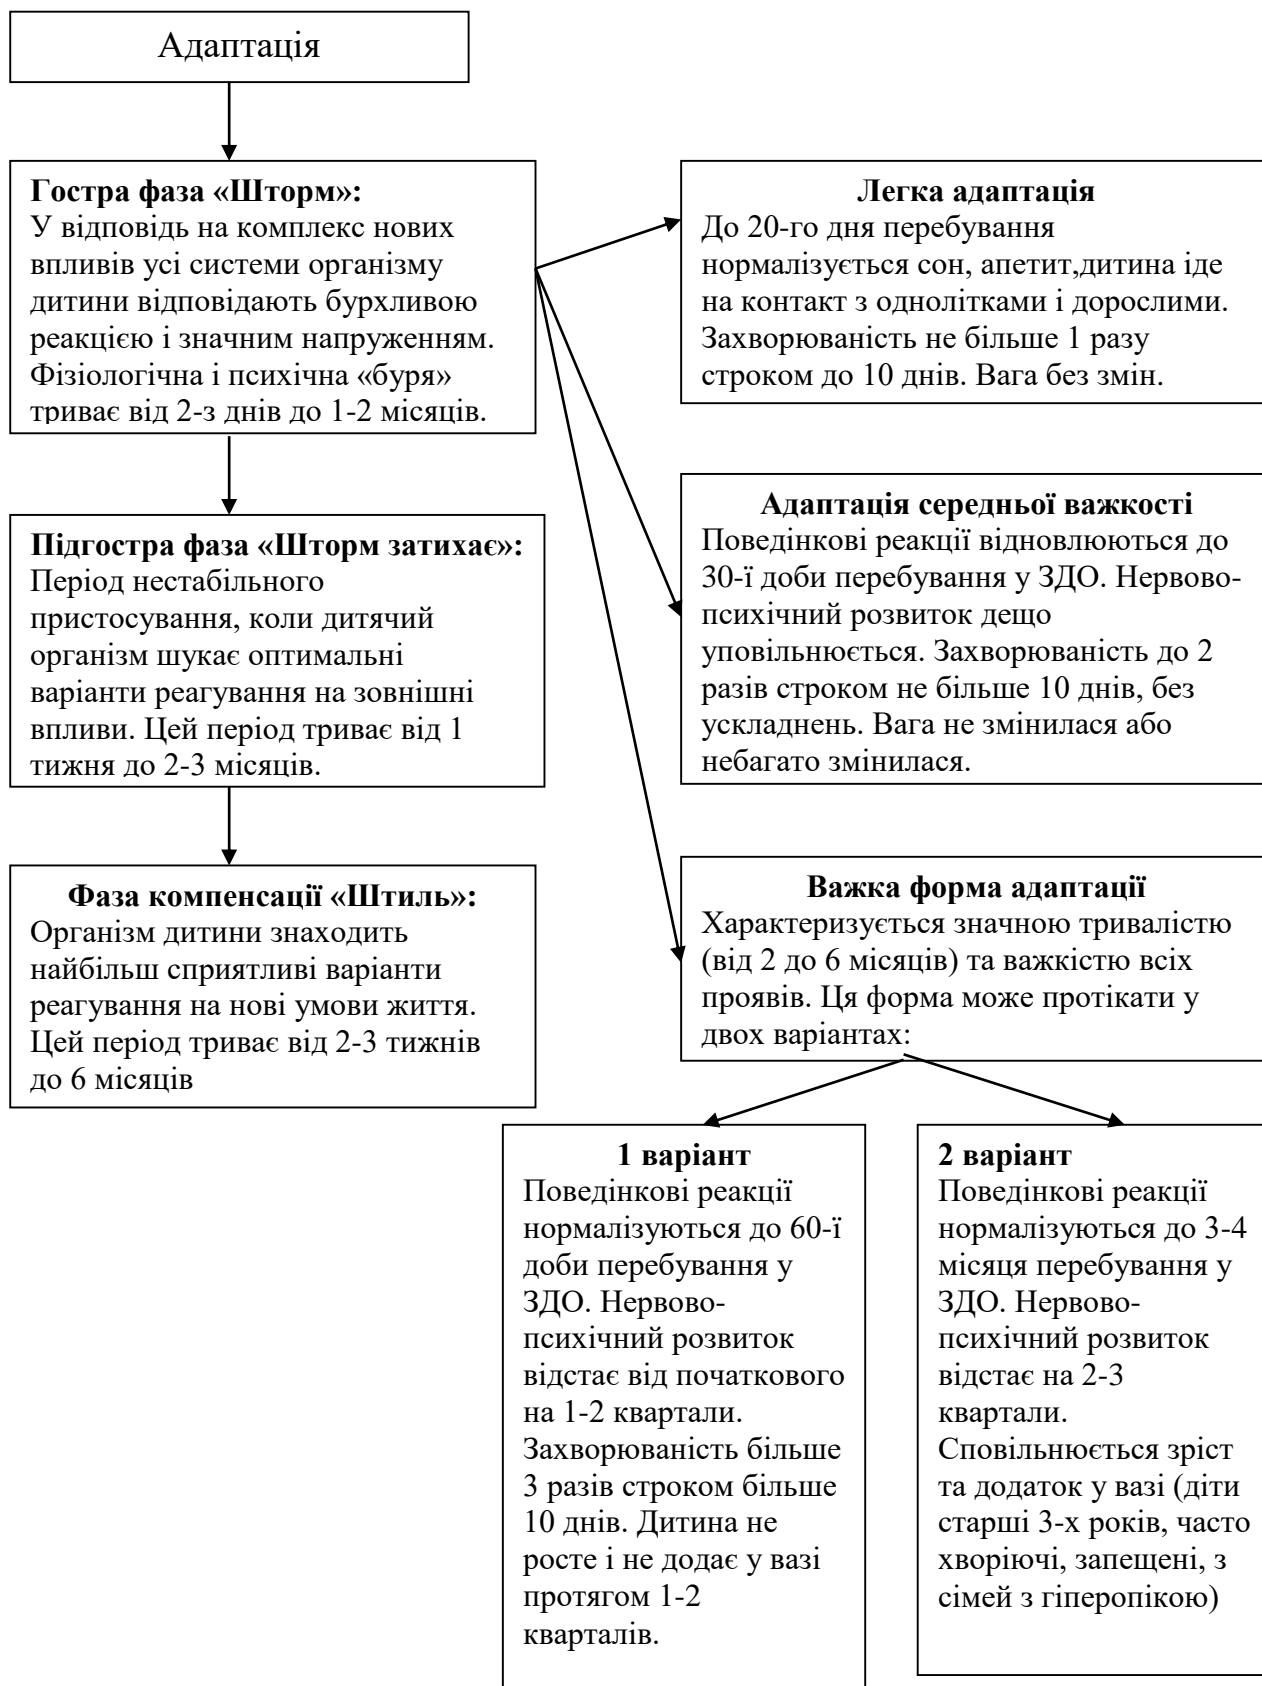 Адаптація
Гостра фаза «Шторм»:
У відповідь на комплекс нових
впливів усі системи організму
дитини відповідають бурхливою
реакцією і значним напруженням.
Фізіологічна і психічна «буря»
триває від 2-з днів до 1-2 місяців.
Підгостра фаза «Шторм затихає»:
Період нестабільного
пристосування, коли дитячий
організм шукає оптимальні
варіанти реагування на зовнішні
впливи. Цей період триває від 1
тижня до 2-3 місяців.
Фаза компенсації «Штиль»:
Організм дитини знаходить
найбільш сприятливі варіанти
реагування на нові умови життя.
Цей період триває від 2-3 тижнів
до 6 місяців
Легка адаптація
До 20-го дня перебування
нормалізується сон, апетит,дитина іде
на контакт з однолітками і дорослими.
Захворюваність не більше 1 разу
строком до 10 днів. Вага без змін.
Адаптація середньої важкості
Поведінкові реакції відновлюються до
30-ї доби перебування у ЗДО. Нервово-
психічний розвиток дещо
уповільнюється. Захворюваність до 2
разів строком не більше 10 днів, без
ускладнень. Вага не змінилася або
небагато змінилася.
Важка форма адаптації
Характеризується значною тривалістю
(від 2 до 6 місяців) та важкістю всіх
проявів. Ця форма може протікати у
двох варіантах:
1 варіант
Поведінкові реакції
нормалізуються до 60-ї
доби перебування у
ЗДО. Нервово-
психічний розвиток
відстає від початкового
на 1-2 квартали.
Захворюваність більше
3 разів строком більше
10 днів. Дитина не
росте і не додає у вазі
протягом 1-2
кварталів.
2 варіант
Поведінкові реакції
нормалізуються до 3-4
місяця перебування у
ЗДО. Нервово-
психічний розвиток
відстає на 2-3
квартали.
Сповільнюється зріст
та додаток у вазі (діти
старші 3-х років, часто
хворіючі, запещені, з
сімей з гіперопікою)